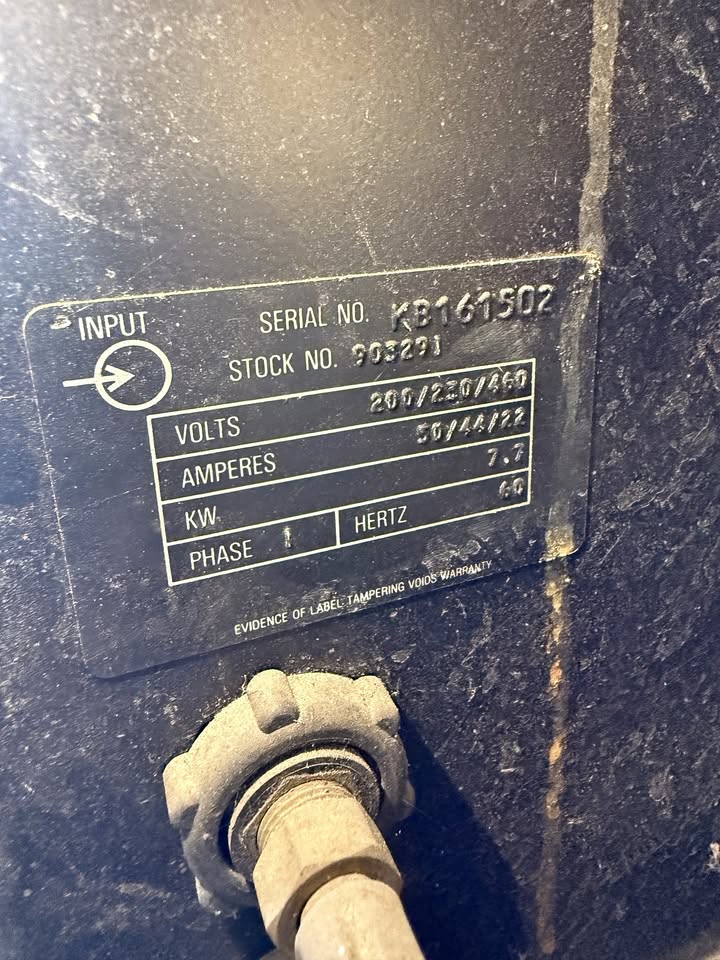 INPUT
SERIAL NO. KB161502
STOCK NO. 903291
VOLTS 200/230/460
AMPERES 50/44/22
KW 7.7
PHASE 1 HERTZ 60
EVIDENCE OF LABEL TAMPERING VOIDS WARRANTY